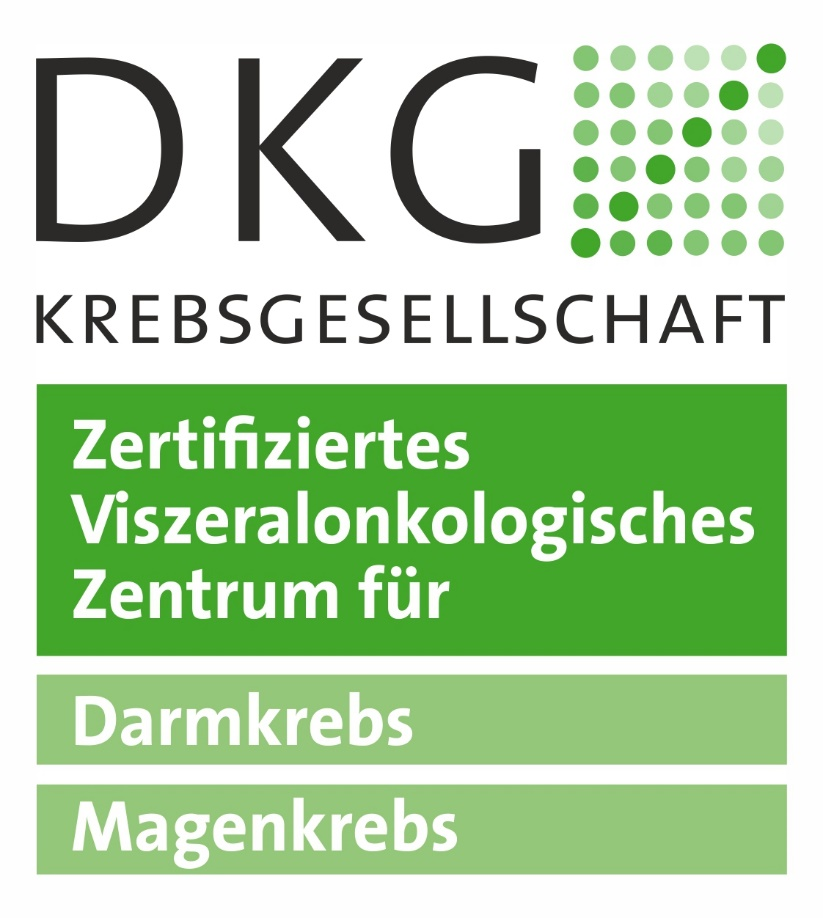 DKG
KREBSGESELLSCHAFT
Zertifiziertes
Viszeralonkologisches
Zentrum für
Darmkrebs
Magenkrebs